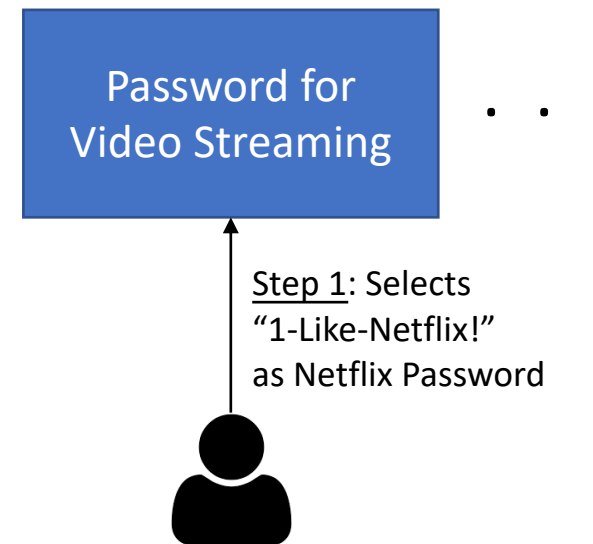 Password for
Video Streaming
. .
Step 1: Selects
“1-Like-Netflix!”
as Netflix Password